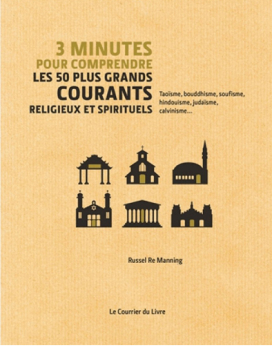 3 MINUTES
POUR COMPRENDRE
LES 50 PLUS GRANDS
COURANTS
RELIGIEUX ET SPIRITUELS
Taoïsme, bouddhisme, soufisme,
hindouisme, judaïsme,
calvinisme...
Russel Re Manning
Le Courrier du Livre